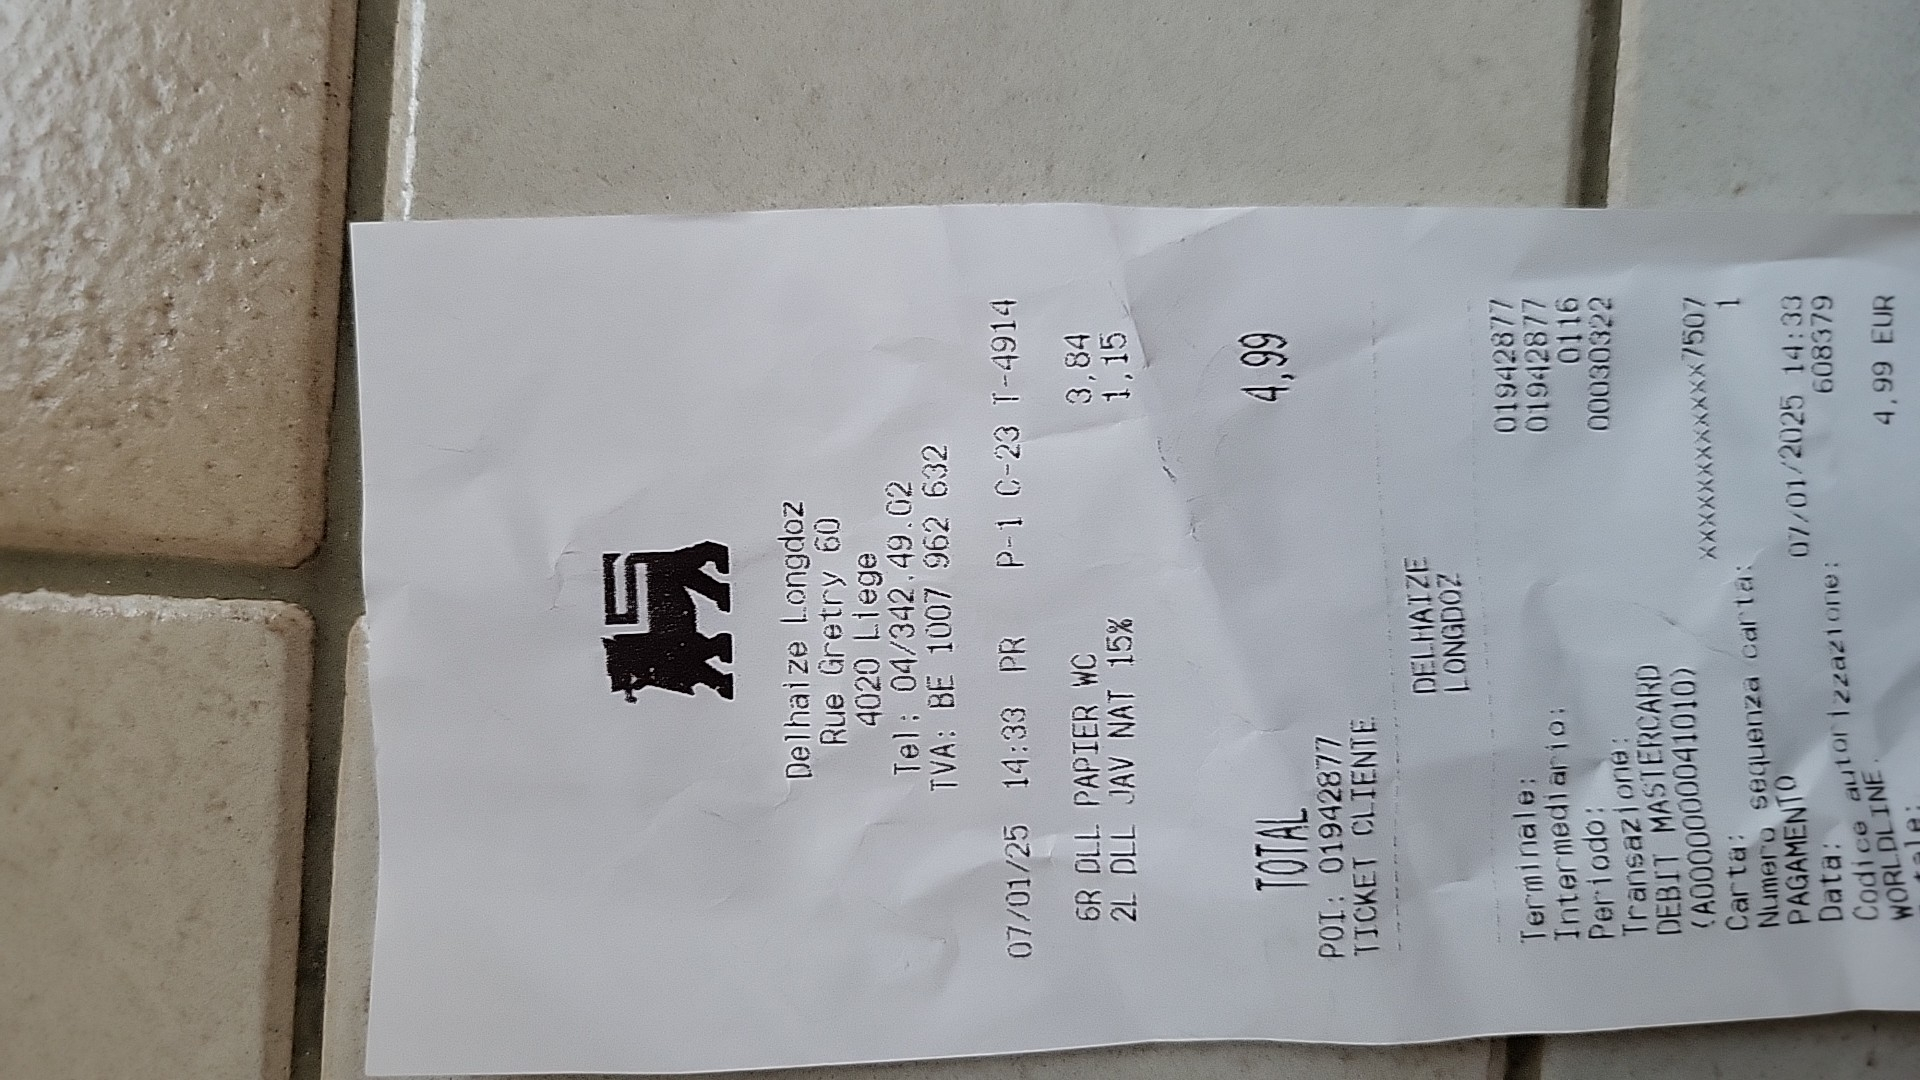 Delhaize Longdoz
Rue Gretry 60
4020 Liege
Tel: 04/342.49.02
TVA: BE 1007 962 632
07/01/25 14:33 PR P-1 C-23 T-4914
6R DLL PAPIER WC 3,84
2L DLL JAV NAT 15% 1,15
TOTAL 4,99
POI: 01942877
TICKET CLIENTE
DELHAIZE
LONGDOZ
Terminale: 01942877
Intermediario: 01942877
Periodo: 0116
Transazione: 00030322
DEBIT MASTERCARD
(A0000000041010)
Carta: xxxxxxxxxxxxxxx7507
Numero sequenza carta: 1
PAGAMENTO
Data: 07/01/2025 14:33
Codice autorizzazione: 608379
WORLDLINE
4,99 EUR